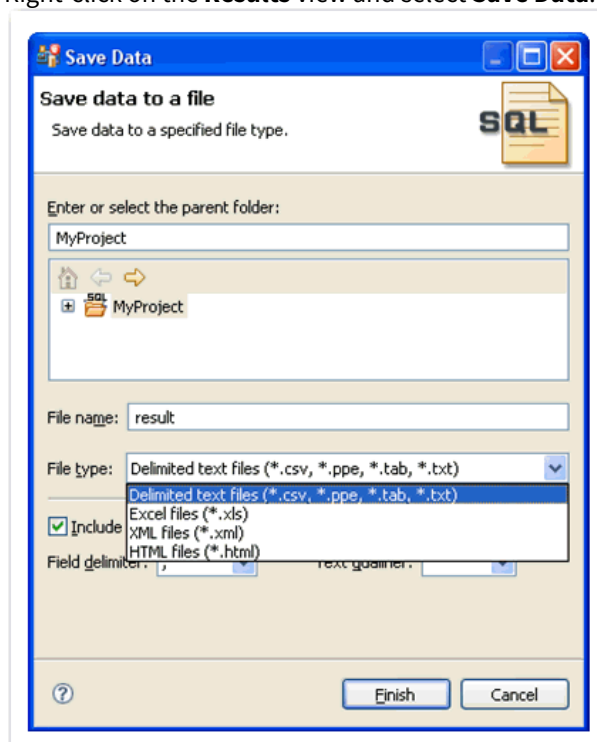 Right-click on the Results view and select Save Data.
Save Data
Save data to a file
Save data to a specified file type.
SQL
Enter or select the parent folder:
MyProject
SQL
MyProject
File name: result
File type: Delimited text files (*.csv, *.ppe, *.tab, *.txt)
Delimited text files (*.csv, *.ppe, *.tab, *.txt)
Excel files (*.xls)
Include
XML files (*.xml)
HTML files (*.html)
Field delimiter: , Text qualifier:
Finish Cancel